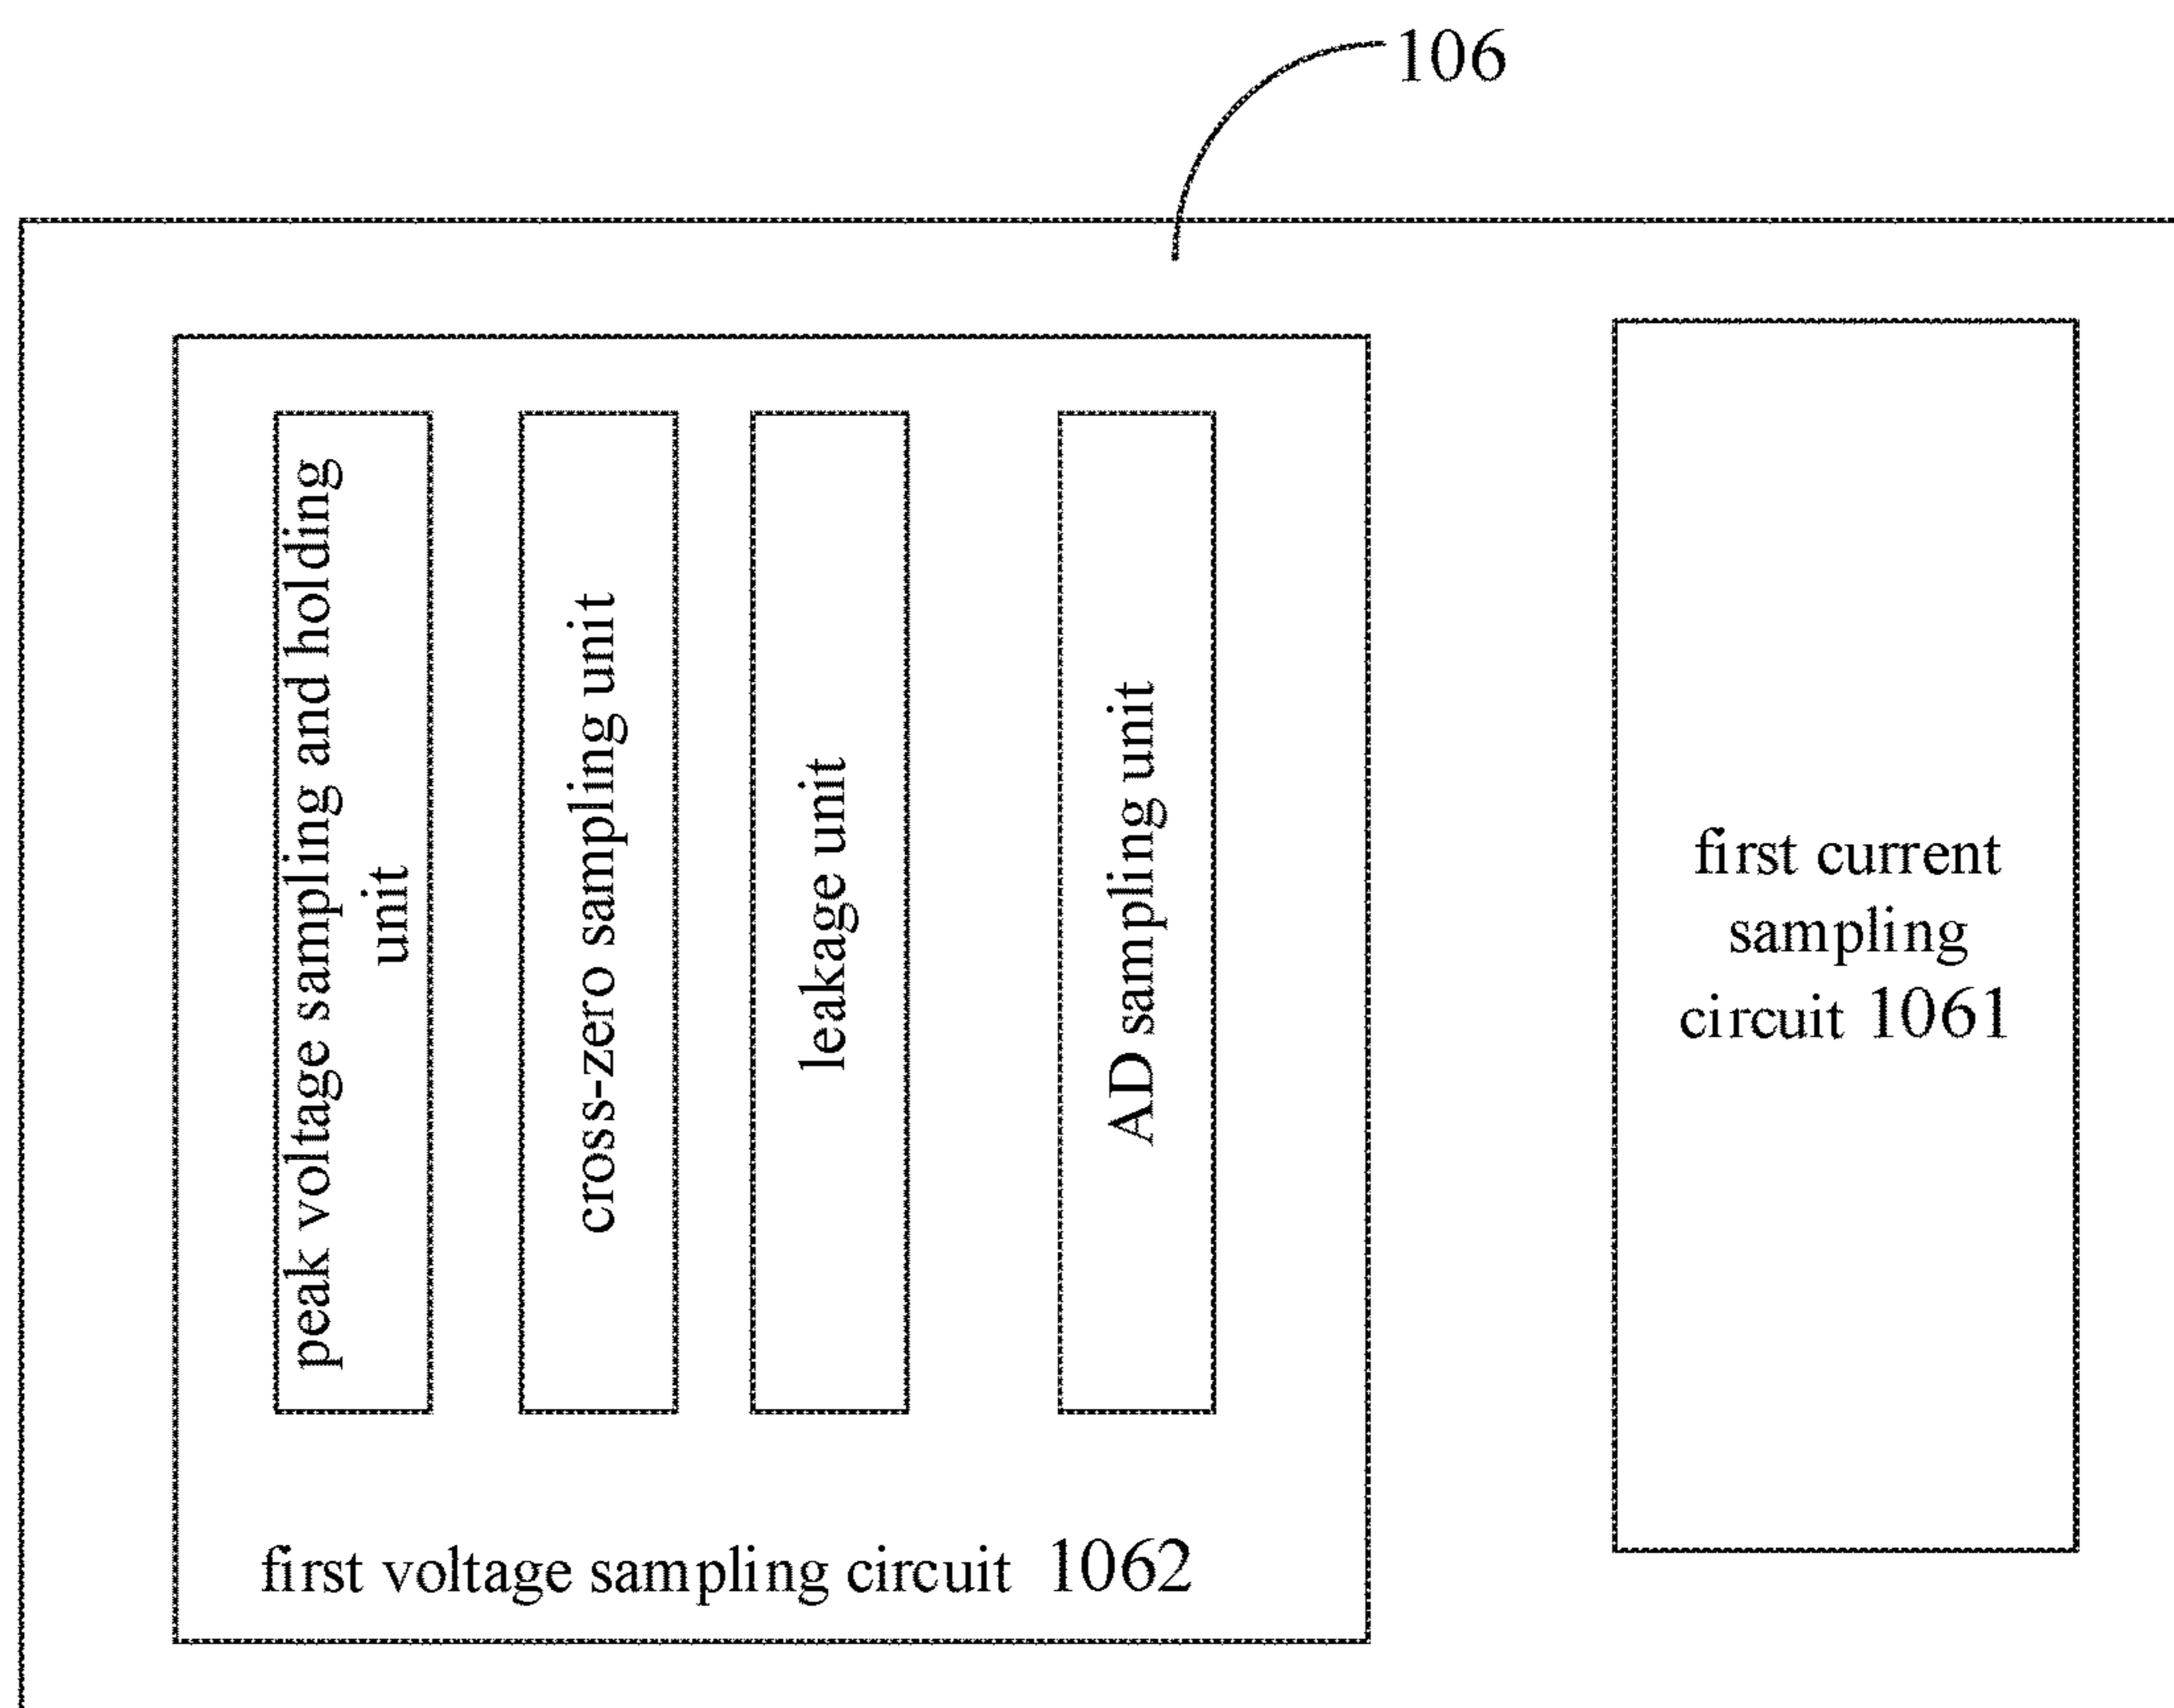 106
peak voltage sampling and holding
unit
cross-zero sampling unit
leakage unit
AD sampling unit
first voltage sampling circuit 1062
first current
sampling
circuit 1061